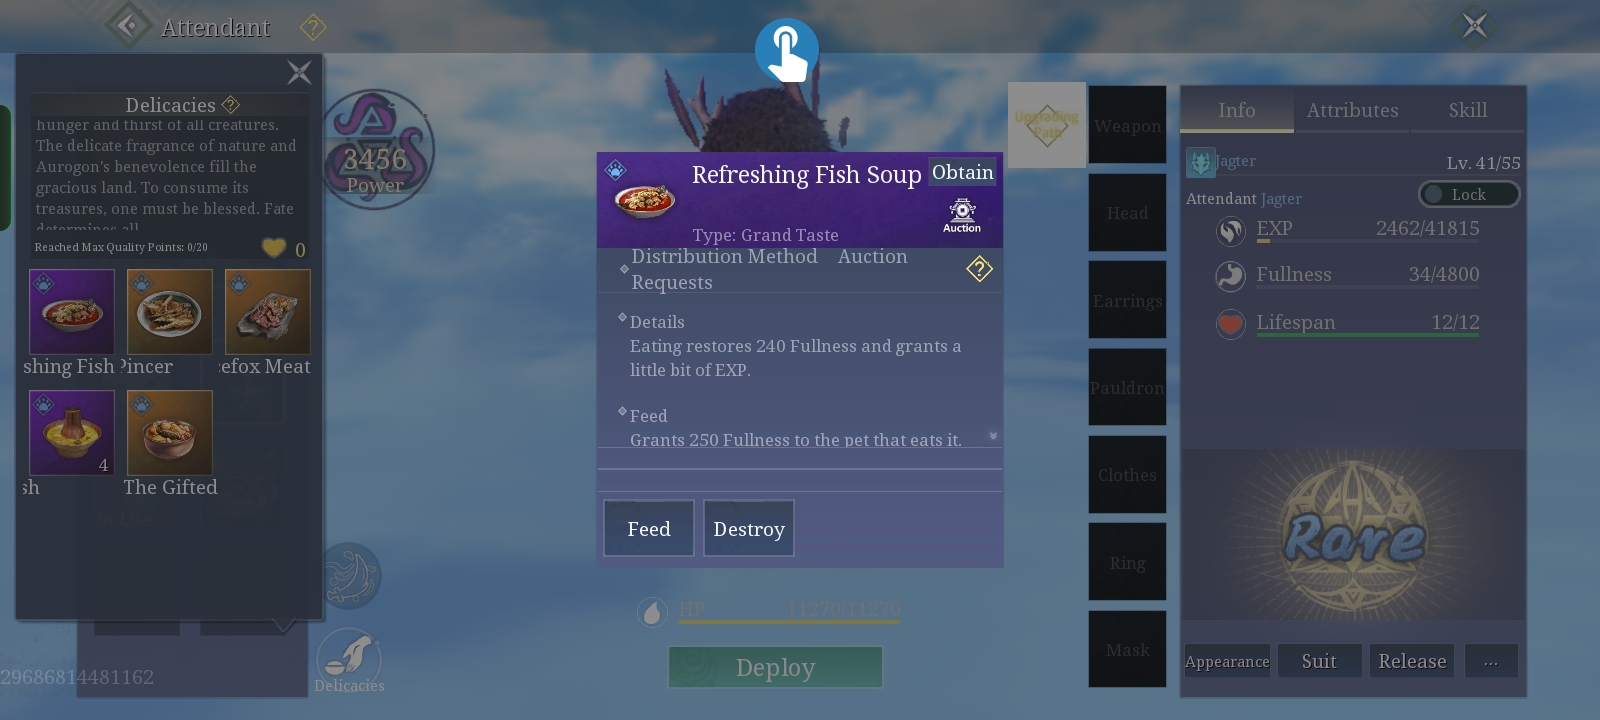 Attendant
Delicacies
hunger and thirst of all creatures.
The delicate fragrance of nature and
Aurogon's benevolence fill the
gracious land. To consume its
treasures, one must be blessed. Fate
determines all
Reached Max Quality Points: 0/20
0
shing Fish
Pincer
cefox Meat
4
sh
The Gifted
29686814481162
3456
Power
Delicacies
Refreshing Fish Soup
Obtain
Type: Grand Taste
Auction
Distribution Method Auction
Requests
Details
Eating restores 240 Fullness and grants a
little bit of EXP.
Feed
Grants 250 Fullness to the pet that eats it.
Feed
Destroy
HP 11270/11270
Deploy
Upgrading
Path
Weapon
Head
Earrings
Pauldron
Clothes
Ring
Mask
Info
Attributes
Skill
Jagter
Lv. 41/55
Attendant Jagter
Lock
EXP 2462/41815
Fullness 34/4800
Lifespan 12/12
Rare
Appearance
Suit
Release
...